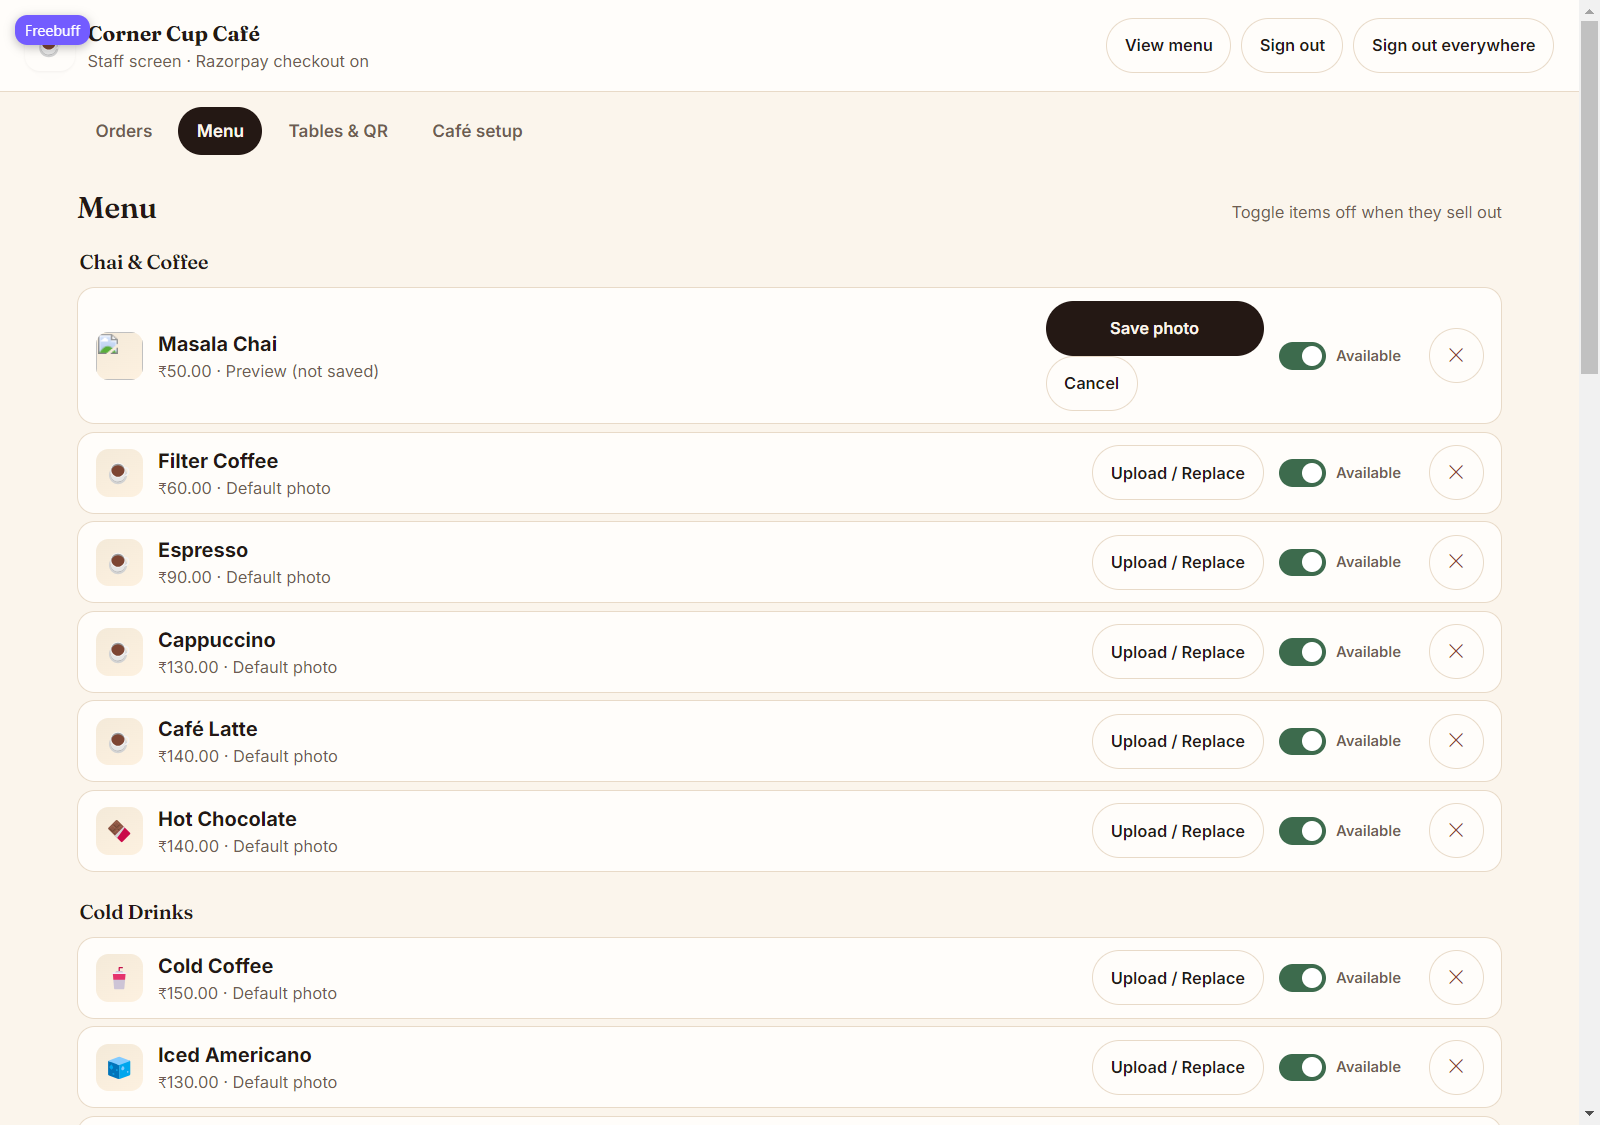 Freebuff
Corner Cup Café
Staff screen · Razorpay checkout on
View menu
Sign out
Sign out everywhere
Orders
Menu
Tables & QR
Café setup
Menu
Toggle items off when they sell out
Chai & Coffee
Masala Chai
₹50.00 · Preview (not saved)
Save photo
Cancel
Available
Filter Coffee
₹60.00 · Default photo
Upload / Replace
Available
Espresso
₹90.00 · Default photo
Upload / Replace
Available
Cappuccino
₹130.00 · Default photo
Upload / Replace
Available
Café Latte
₹140.00 · Default photo
Upload / Replace
Available
Hot Chocolate
₹140.00 · Default photo
Upload / Replace
Available
Cold Drinks
Cold Coffee
₹150.00 · Default photo
Upload / Replace
Available
Iced Americano
₹130.00 · Default photo
Upload / Replace
Available